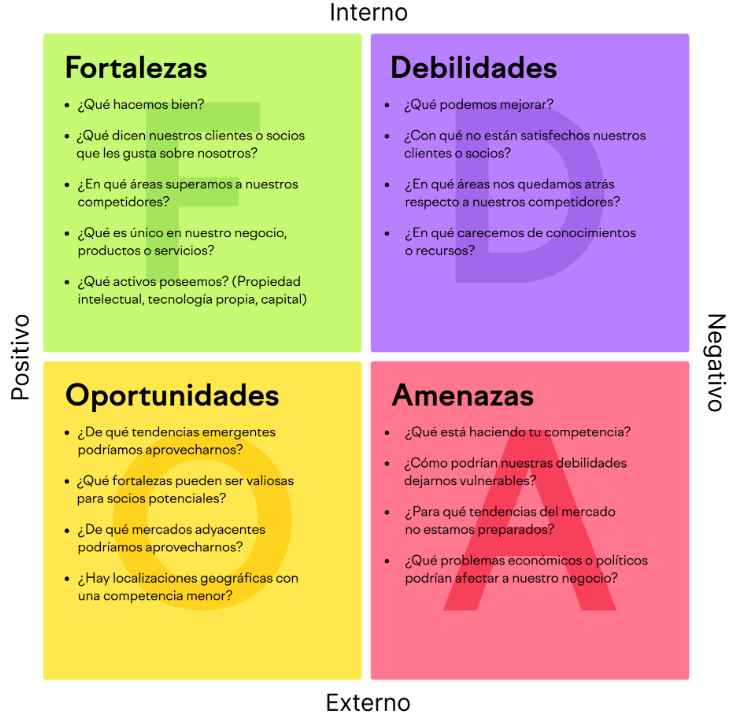 Interno
Fortalezas
• ¿Qué hacemos bien?
• ¿Qué dicen nuestros clientes o socios
que les gusta sobre nosotros?
• ¿En qué áreas superamos a nuestros
competidores?
• ¿Qué es único en nuestro negocio,
productos o servicios?
• ¿Qué activos poseemos? (Propiedad
intelectual, tecnología propia, capital)
F
Debilidades
• ¿Qué podemos mejorar?
• ¿Con qué no están satisfechos nuestros
clientes o socios?
• ¿En qué áreas nos quedamos atrás
respecto a nuestros competidores?
• ¿En qué carecemos de conocimientos
o recursos?
D
Positivo
Negativo
Oportunidades
• ¿De qué tendencias emergentes
podríamos aprovecharnos?
• ¿Qué fortalezas pueden ser valiosas
para socios potenciales?
• ¿De qué mercados adyacentes
podríamos aprovecharnos?
• ¿Hay localizaciones geográficas con
una competencia menor?
O
Amenazas
• ¿Qué está haciendo tu competencia?
• ¿Cómo podrían nuestras debilidades
dejarnos vulnerables?
• ¿Para qué tendencias del mercado
no estamos preparados?
• ¿Qué problemas económicos o políticos
podrían afectar a nuestro negocio?
A
Externo